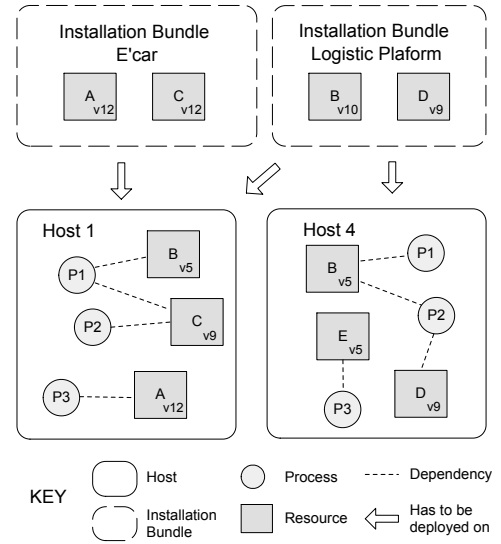 Installation Bundle
E'car
A
v12
C
v12
Installation Bundle
Logistic Plaform
B
v10
D
v9
Host 1
P1
B
v5
P2
C
v9
P3
A
v12
Host 4
P1
B
v5
P2
E
v5
P3
D
v9
KEY
Host
Installation
Bundle
Process
Resource
Dependency
Has to be
deployed on